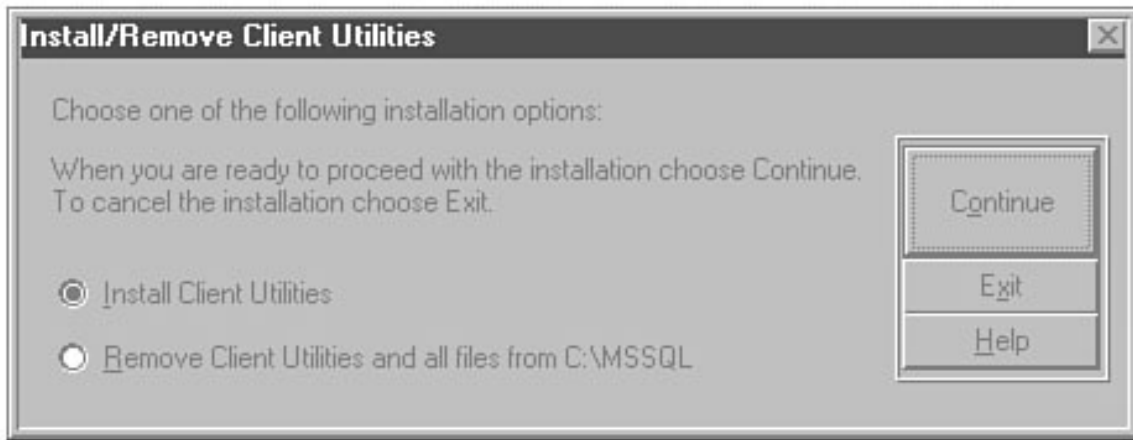 Install/Remove Client Utilities
Choose one of the following installation options:
When you are ready to proceed with the installation choose Continue.
To cancel the installation choose Exit.
Continue
Exit
Help
Install Client Utilities
Remove Client Utilities and all files from C:\MSSQL